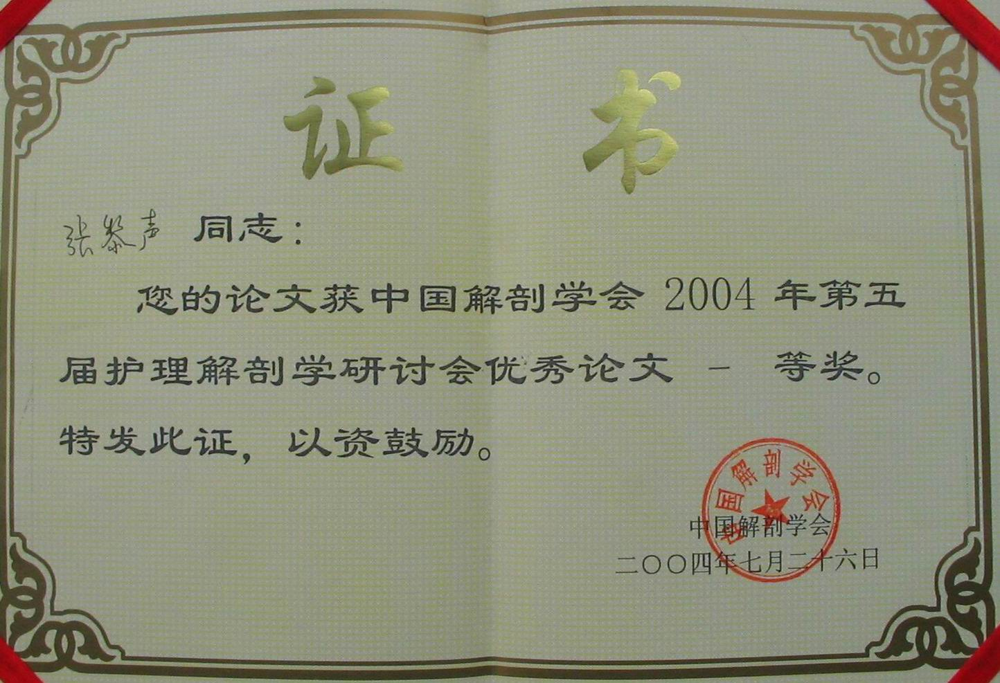 证 书
张黎声 同志：
您的论文获中国解剖学会 2004 年第五
届护理解剖学研讨会优秀论文 一 等奖。
特发此证，以资鼓励。
中国解剖学会
中国解剖学会
二〇〇四年七月二十六日